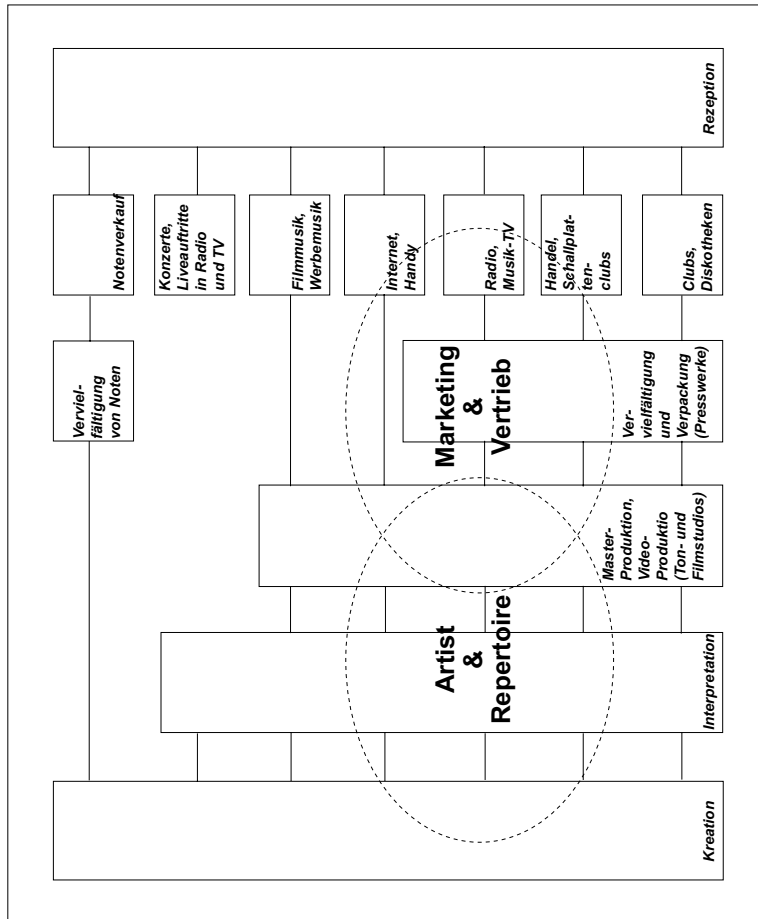 Rezeption
Notenverkauf
Konzerte,
Liveauftritte
in Radio
und TV
Filmmusik,
Werbemusik
Internet,
Handy
Radio,
Musik-TV
Handel,
Schallplat-
ten-
clubs
Clubs,
Diskotheken
Verviel-
fältigung
von Noten
Marketing
&
Vertrieb
Ver-
vielfältigung
und
Verpackung
(Presswerke)
Master-
Produktion,
Video-
Produktio
(Ton- und
Filmstudios)
Artist
&
Repertoire
Interpretation
Kreation